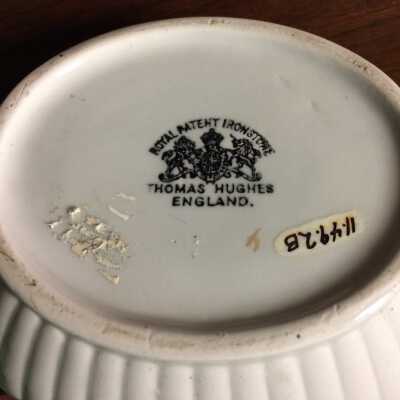 ROYAL PATENT IRONSTONE
THOMAS HUGHES
ENGLAND.
11.49.2B